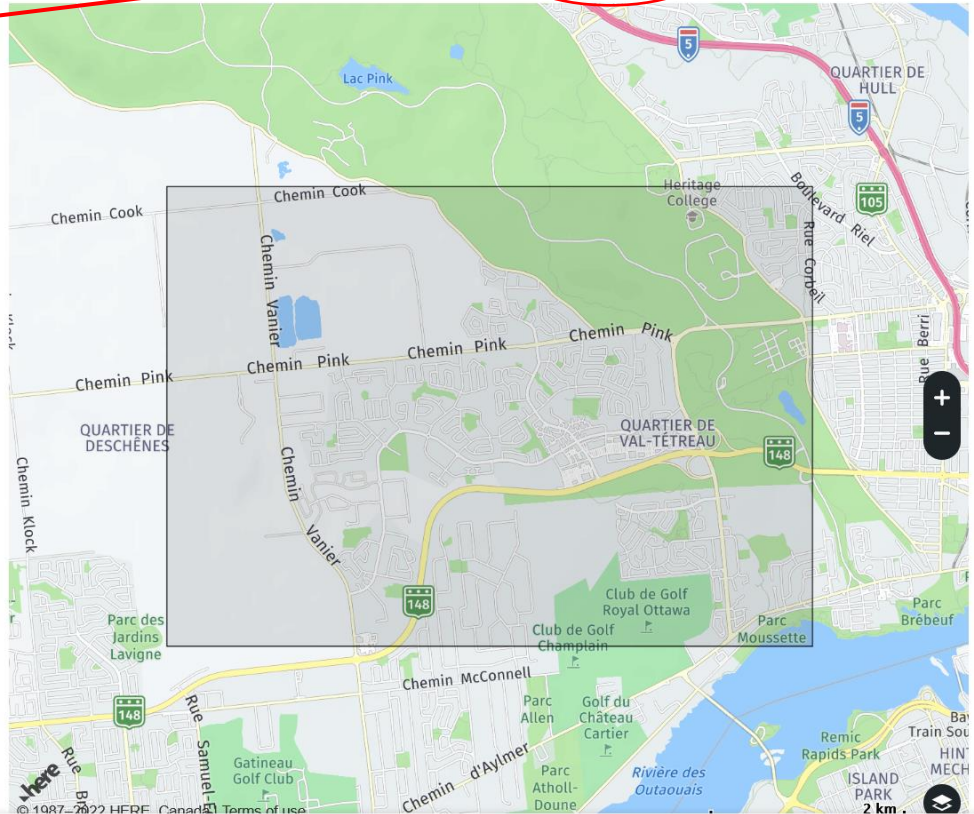 5
QUARTIER DE
HULL
Lac Pink
5
Heritage
College
Chemin Cook
Chemin Cook
Boulevard Riel
105
Rue Corbeil
Chemin Vanier
Chemin Pink
Chemin Pink
Chemin Pink
Chemin Pink
Rue Berri
+
−
QUARTIER DE
DESCHÊNES
QUARTIER DE
VAL-TÉTREAU
148
Chemin Klock
Chemin Vanier
148
Club de Golf
Royal Ottawa
Parc
Brébeuf
Parc des
Jardins
Lavigne
Club de Golf
Champlain
Parc
Moussette
Chemin McConnell
148
Rue
Parc
Allen
Golf du
Château
Cartier
Remic
Rapids Park
Train
Gatineau
Golf Club
Chemin d'Aylmer
Parc
Atholl-
Doune
Rivière des
Outaouais
ISLAND
PARK
Rue
here
© 1987–2022 HERE, Canada | Terms of use
2 km